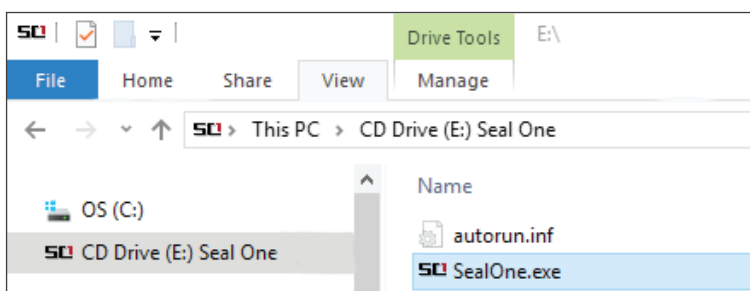 SO
Drive Tools E:\
File Home Share View Manage
SO › This PC › CD Drive (E:) Seal One
Name
OS (C:)
autorun.inf
SO CD Drive (E:) Seal One
SO SealOne.exe